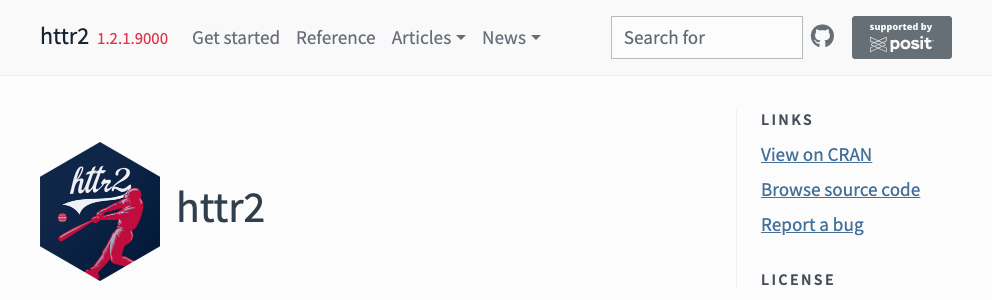 httr2 1.2.1.9000 Get started Reference Articles News Search for supported by posit
httr2
httr2
LINKS
View on CRAN
Browse source code
Report a bug
LICENSE